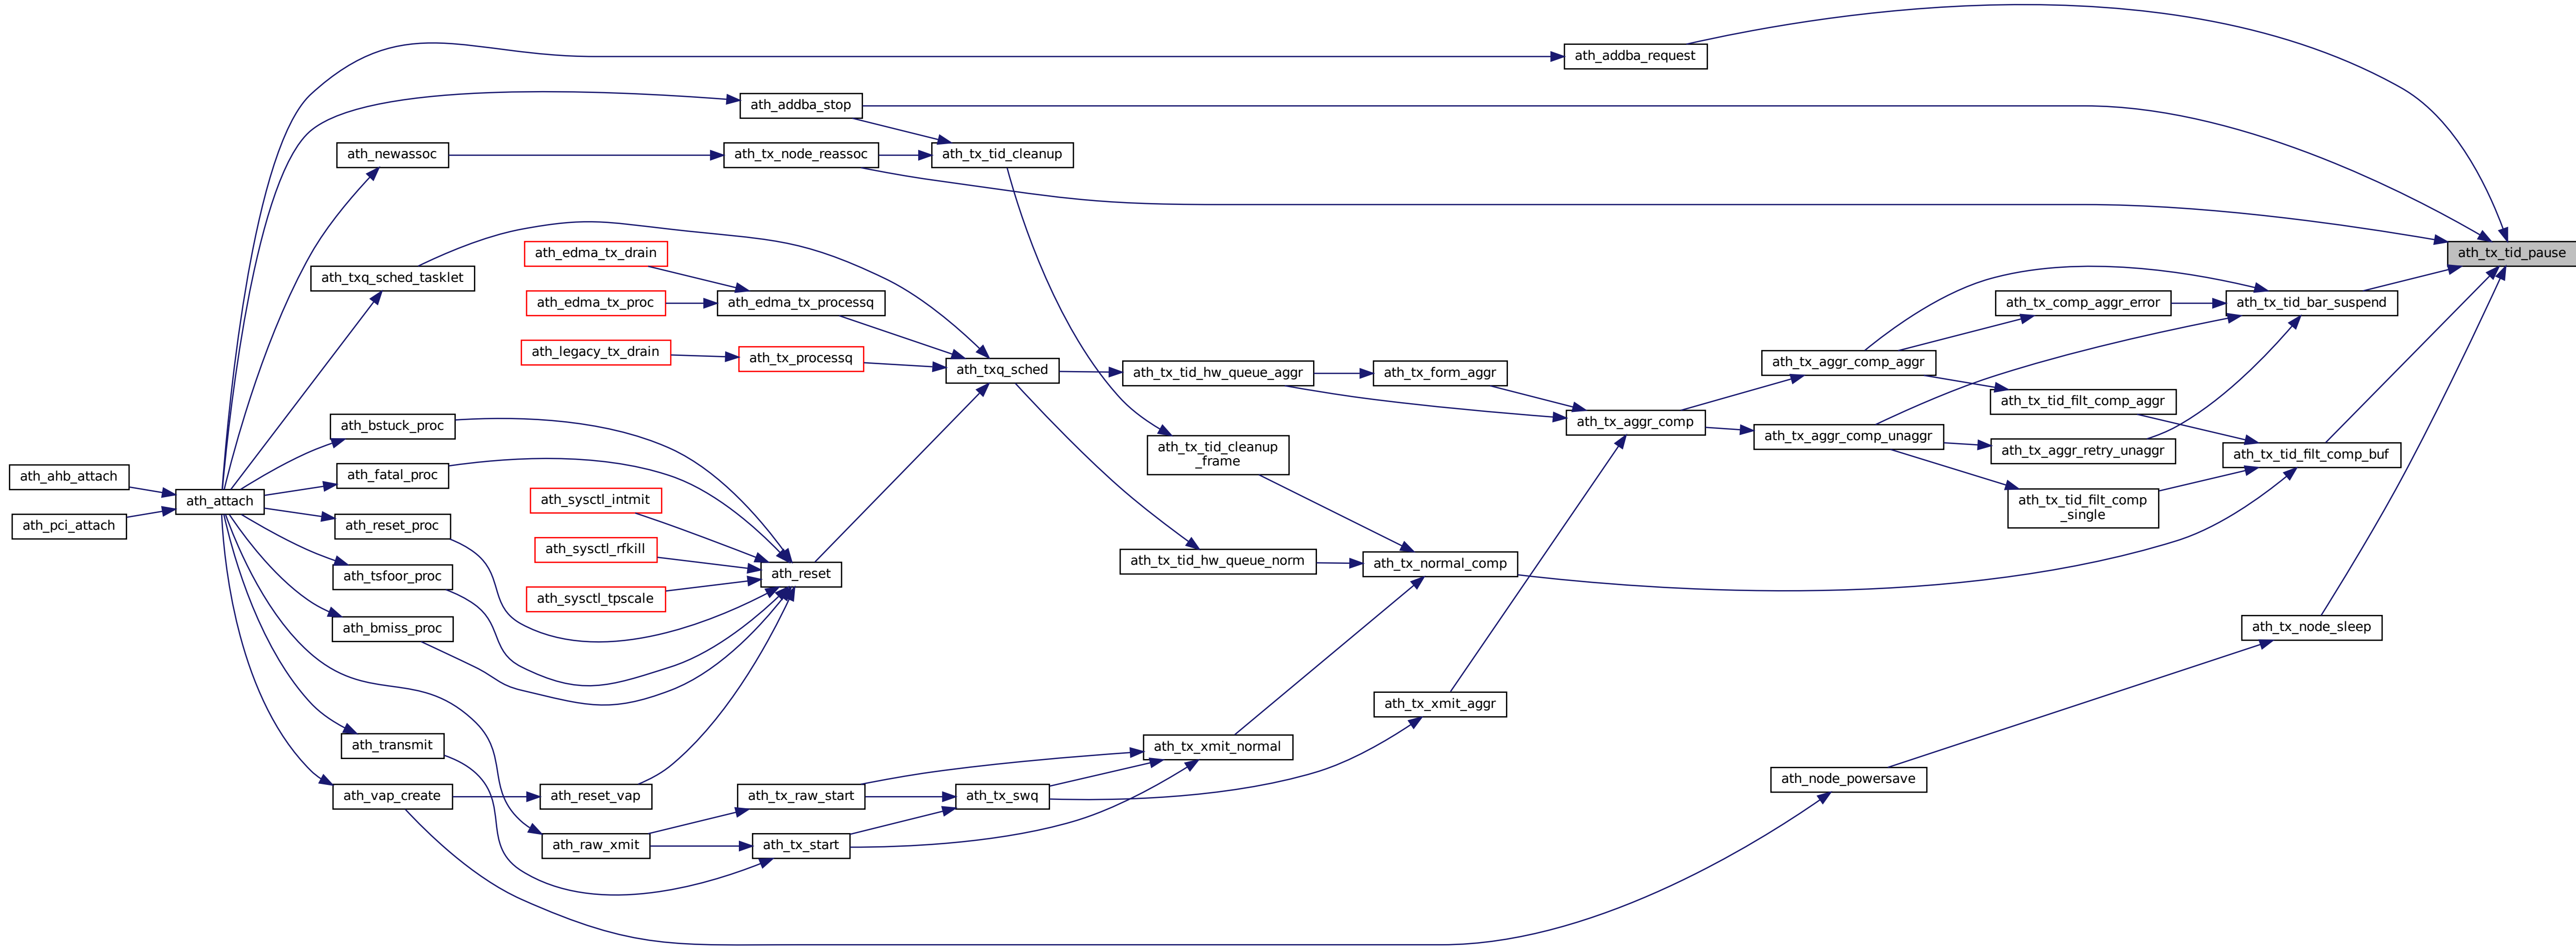 ath_addba_request
ath_addba_stop
ath_newassoc
ath_tx_node_reassoc
ath_tx_tid_cleanup
ath_tx_tid_pause
ath_edma_tx_drain
ath_txq_sched_tasklet
ath_edma_tx_proc
ath_edma_tx_processq
ath_tx_comp_aggr_error
ath_tx_tid_bar_suspend
ath_legacy_tx_drain
ath_tx_processq
ath_txq_sched
ath_tx_tid_hw_queue_aggr
ath_tx_form_aggr
ath_tx_aggr_comp_aggr
ath_tx_tid_filt_comp_aggr
ath_bstuck_proc
ath_tx_aggr_comp
ath_tx_aggr_comp_unaggr
ath_tx_aggr_retry_unaggr
ath_tx_tid_filt_comp_buf
ath_tx_tid_cleanup
_frame
ath_ahb_attach
ath_fatal_proc
ath_attach
ath_sysctl_intmit
ath_tx_tid_filt_comp
_single
ath_pci_attach
ath_reset_proc
ath_sysctl_rfkill
ath_tx_tid_hw_queue_norm
ath_tx_normal_comp
ath_tsfoor_proc
ath_reset
ath_sysctl_tpscale
ath_bmiss_proc
ath_tx_node_sleep
ath_tx_xmit_aggr
ath_transmit
ath_tx_xmit_normal
ath_node_powersave
ath_vap_create
ath_reset_vap
ath_tx_raw_start
ath_tx_swq
ath_raw_xmit
ath_tx_start